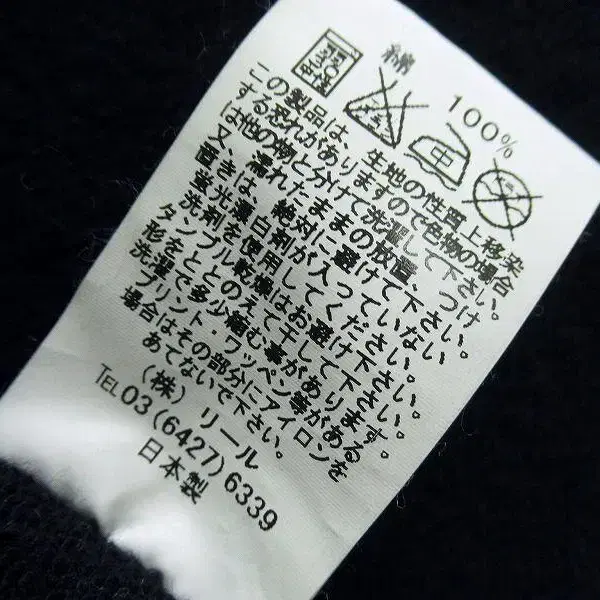 綿 100%
中
この製品は、生地の性質上移染
する恐れがありますので色物の場合
は他の物と分けて洗濯して下さい。
又、濡れたままの放置、つけ
置きは、絶対に避けて下さい。
蛍光漂白剤が入っていない
洗剤を使用してください。
タンブル乾燥はお避け下さい。
形をととのえて干して下さい。
洗濯で多少縮む事があります。
プリント・ワッペン等がある
場合はその部分にアイロンを
あてないで下さい。
(株)リール
TEL03(6427)6339
日本製